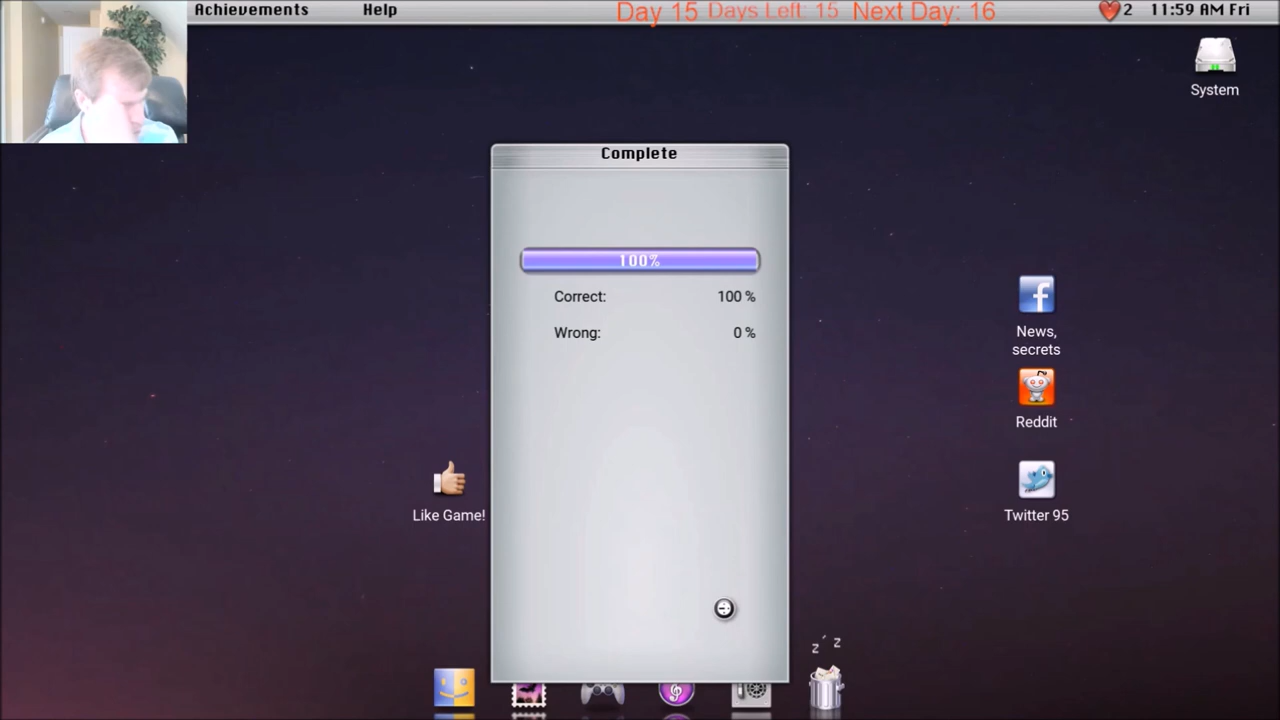 Achievements Help Day 15 Days Left: 15 Next Day: 16 2 11:59 AM Fri
System
Complete
100%
Correct: 100 %
Wrong: 0 %
News,
secrets
Reddit
Like Game!
Twitter 95
z z